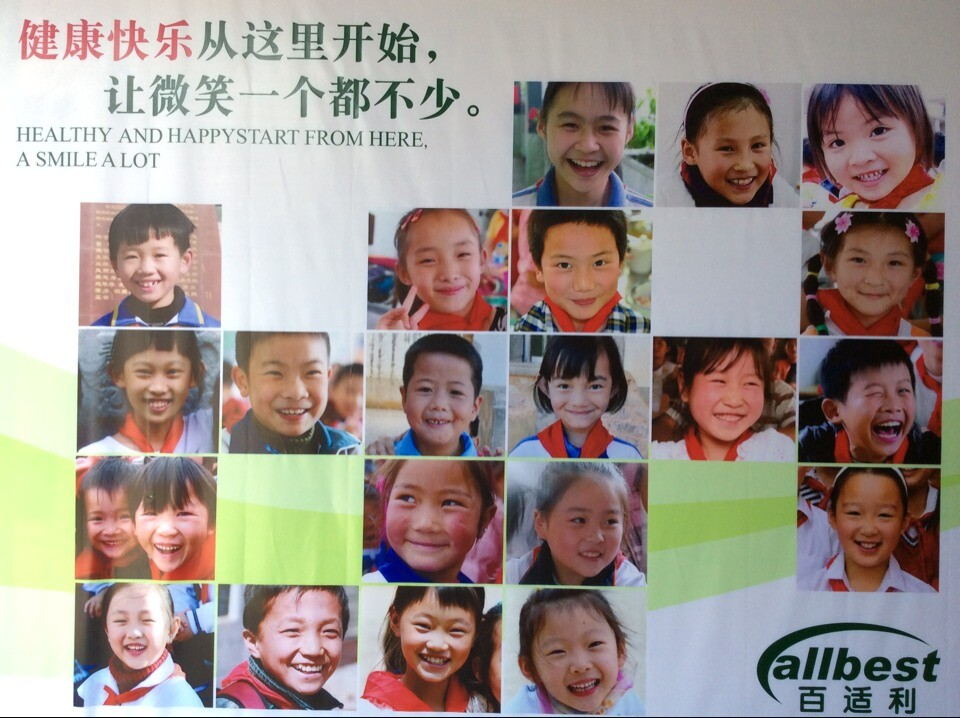 健康快乐从这里开始，
让微笑一个都不少。
HEALTHY AND HAPPYSTART FROM HERE,
A SMILE A LOT
allbest
百适利